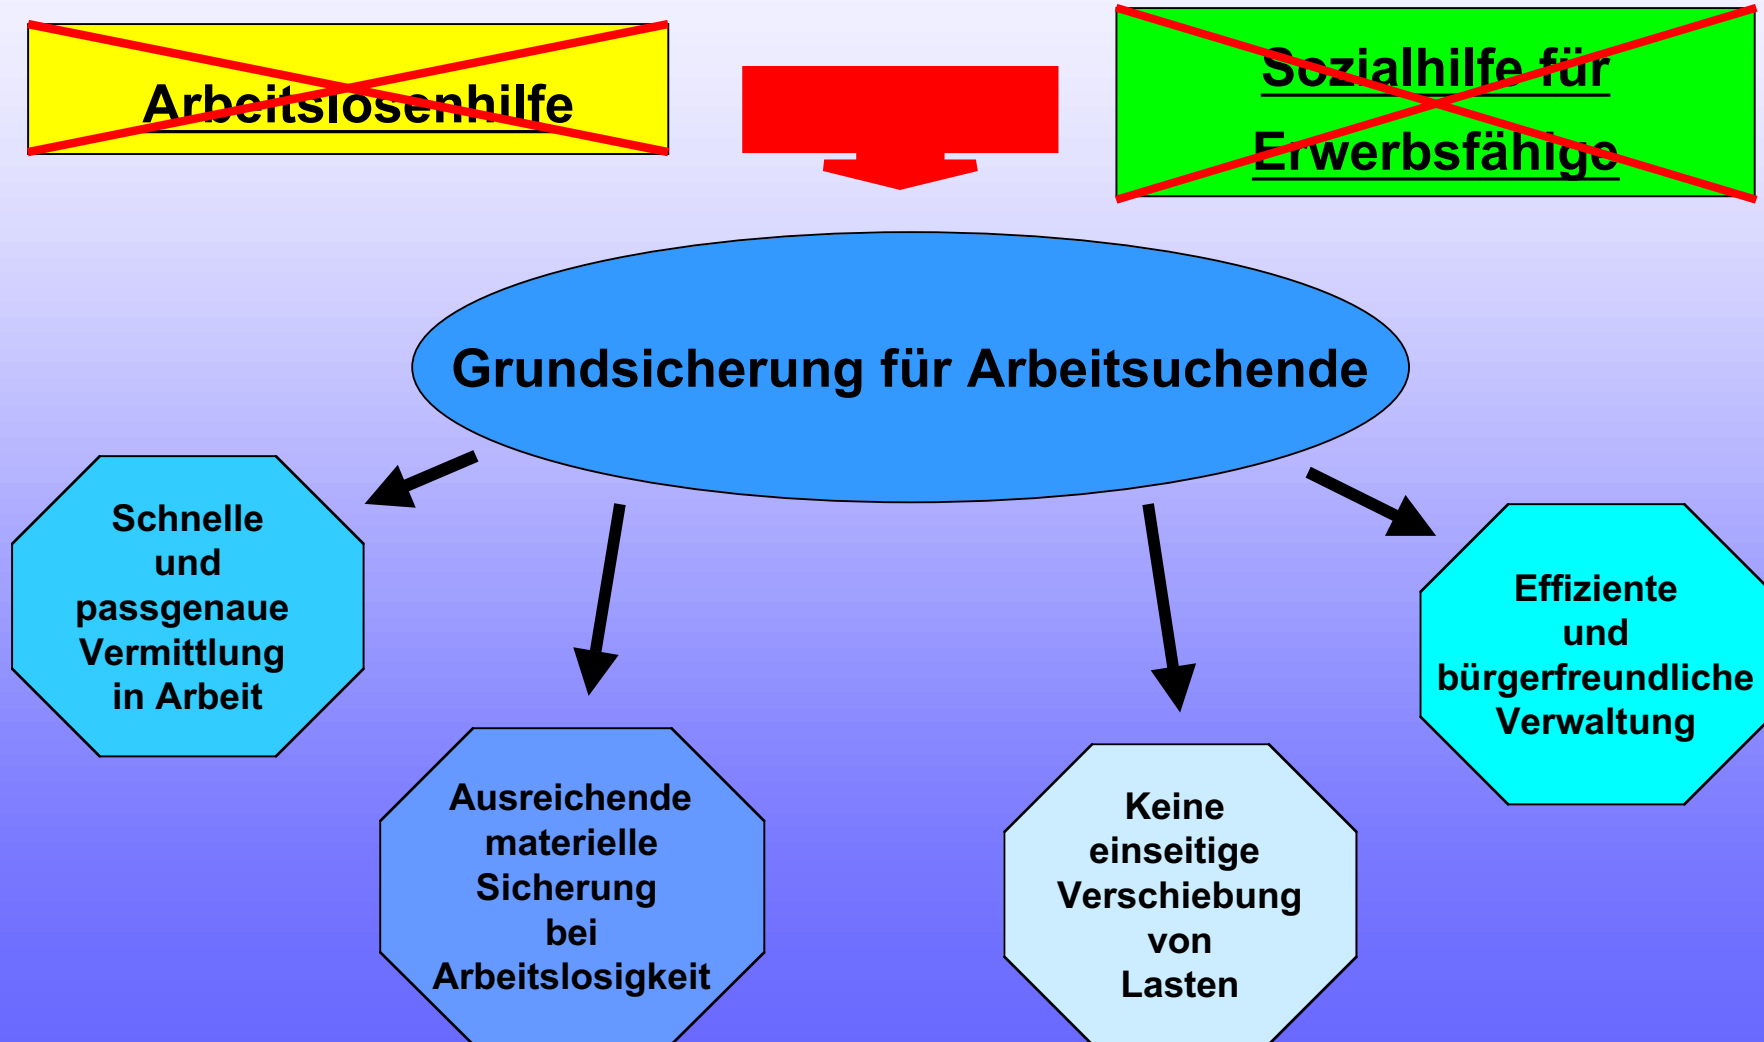 Arbeitslosenhilfe
Sozialhilfe für
Erwerbsfähige
Grundsicherung für Arbeitsuchende
Schnelle
und
passgenaue
Vermittlung
in Arbeit
Ausreichende
materielle
Sicherung
bei
Arbeitslosigkeit
Keine
einseitige
Verschiebung
von
Lasten
Effiziente
und
bürgerfreundliche
Verwaltung